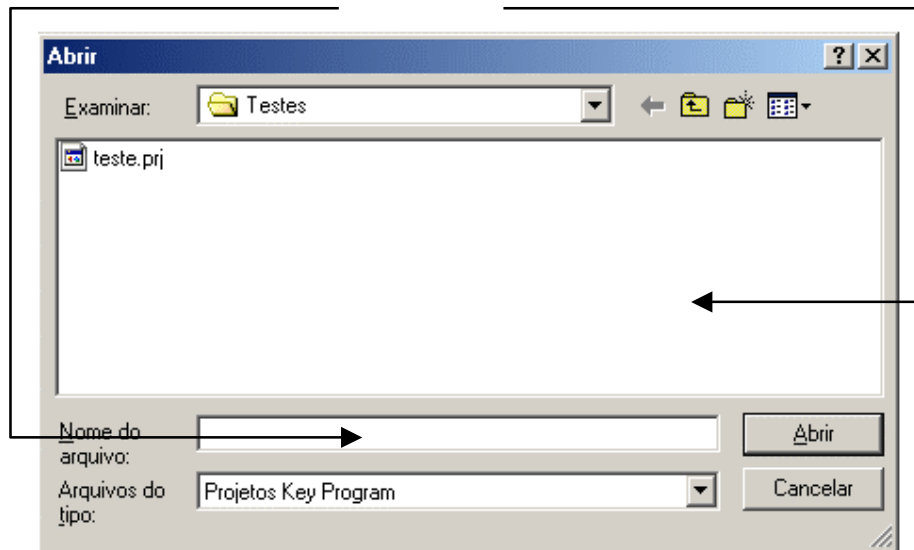 Abrir
Examinar: Testes
teste.prj
Nome do arquivo:
Abrir
Arquivos do tipo: Projetos Key Program
Cancelar